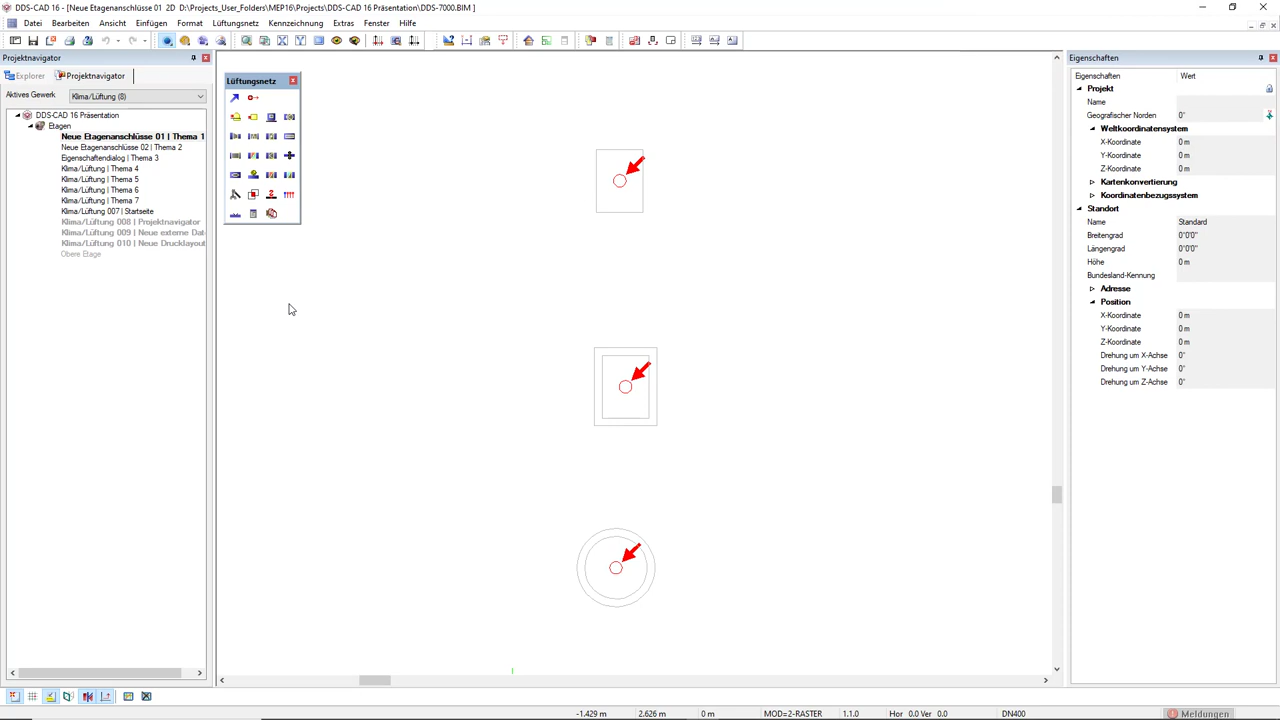 DDS-CAD 16 - [Neue Etagenanschlüsse 01  2D  D:\Projects_User_Folders\MEP16\Projects\DDS-CAD 16 Präsentation\DDS-7000.BIM ]
Datei Bearbeiten Ansicht Einfügen Format Lüftungsnetz Kennzeichnung Extras Fenster Hilfe
Projektnavigator
Explorer Projektnavigator
Aktives Gewerk Klima/Lüftung (8)
DDS-CAD 16 Präsentation
Etagen
Neue Etagenanschlüsse 01 | Thema 1
Neue Etagenanschlüsse 02 | Thema 2
Eigenschaftendialog | Thema 3
Klima/Lüftung | Thema 4
Klima/Lüftung | Thema 5
Klima/Lüftung | Thema 6
Klima/Lüftung | Thema 7
Klima/Lüftung 007 | Startseite
Klima/Lüftung 008 | Projektnavigator
Klima/Lüftung 009 | Neue externe Dat
Klima/Lüftung 010 | Neue Drucklayout
Obere Etage
Lüftungsnetz
Eigenschaften
Eigenschaften Wert
Projekt
Name
Geografischer Norden 0°
Weltkoordinatensystem
X-Koordinate 0 m
Y-Koordinate 0 m
Z-Koordinate 0 m
Kartenkonvertierung
Koordinatenbezugssystem
Standort
Name Standard
Breitengrad 0°0'0"
Längengrad 0°0'0"
Höhe 0 m
Bundesland-Kennung
Adresse
Position
X-Koordinate 0 m
Y-Koordinate 0 m
Z-Koordinate 0 m
Drehung um X-Achse 0°
Drehung um Y-Achse 0°
Drehung um Z-Achse 0°
-1.429 m 2.626 m 0 m MOD=2-RASTER 1.1.0 Hor 0.0 Ver 0.0 DN400 Meldungen